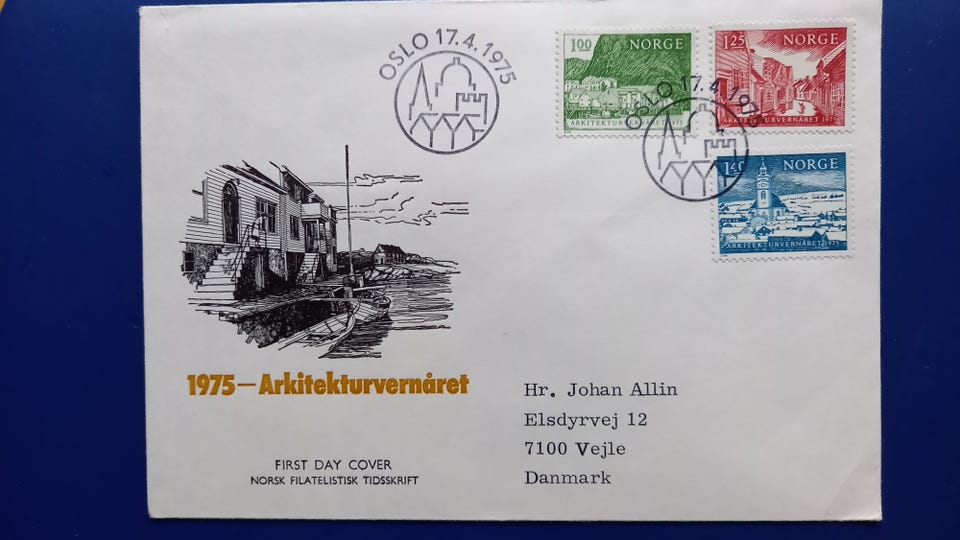 OSLO 17.4.1975
1.00 NORGE
ARKITEKTURVERNÅRET 1975
1.25 NORGE
ARKITEKTURVERNÅRET 1975
OSLO 17.4.1975
1.40 NORGE
ARKITEKTURVERNÅRET 1975
1975—Arkitekturvernåret
Hr. Johan Allin
Elsdyrvej 12
7100 Vejle
Danmark
FIRST DAY COVER
NORSK FILATELISTISK TIDSSKRIFT